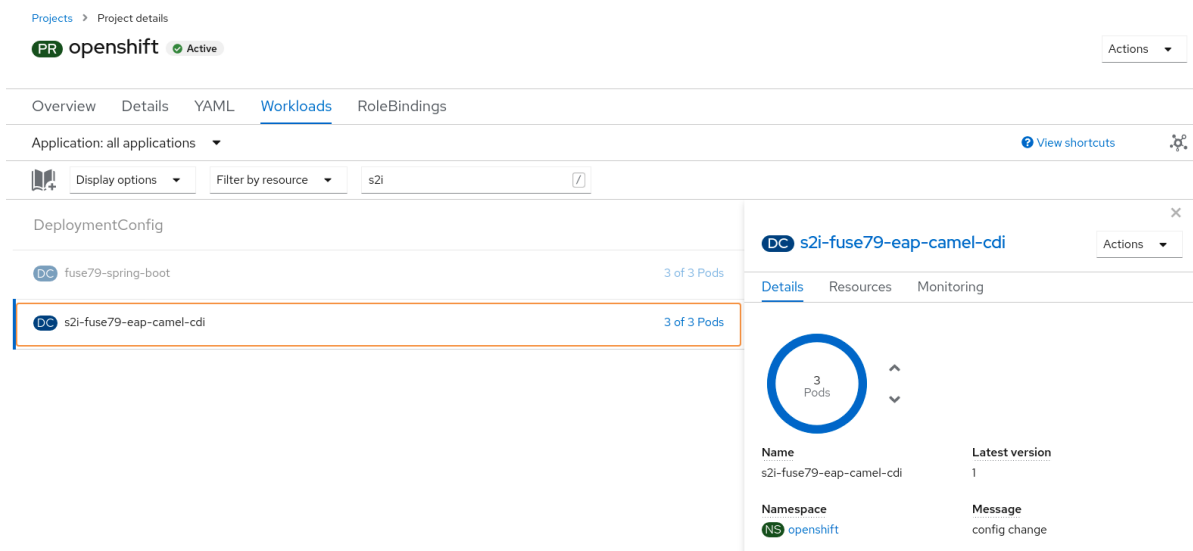 Projects > Project details
PR openshift Active
Actions
Overview Details YAML Workloads RoleBindings
Application: all applications
View shortcuts
Display options
Filter by resource
s2i
/
DeploymentConfig
DC fuse79-spring-boot 3 of 3 Pods
DC s2i-fuse79-eap-camel-cdi 3 of 3 Pods
DC s2i-fuse79-eap-camel-cdi
Actions
Details Resources Monitoring
3
Pods
Name
s2i-fuse79-eap-camel-cdi
Latest version
1
Namespace
NS openshift
Message
config change